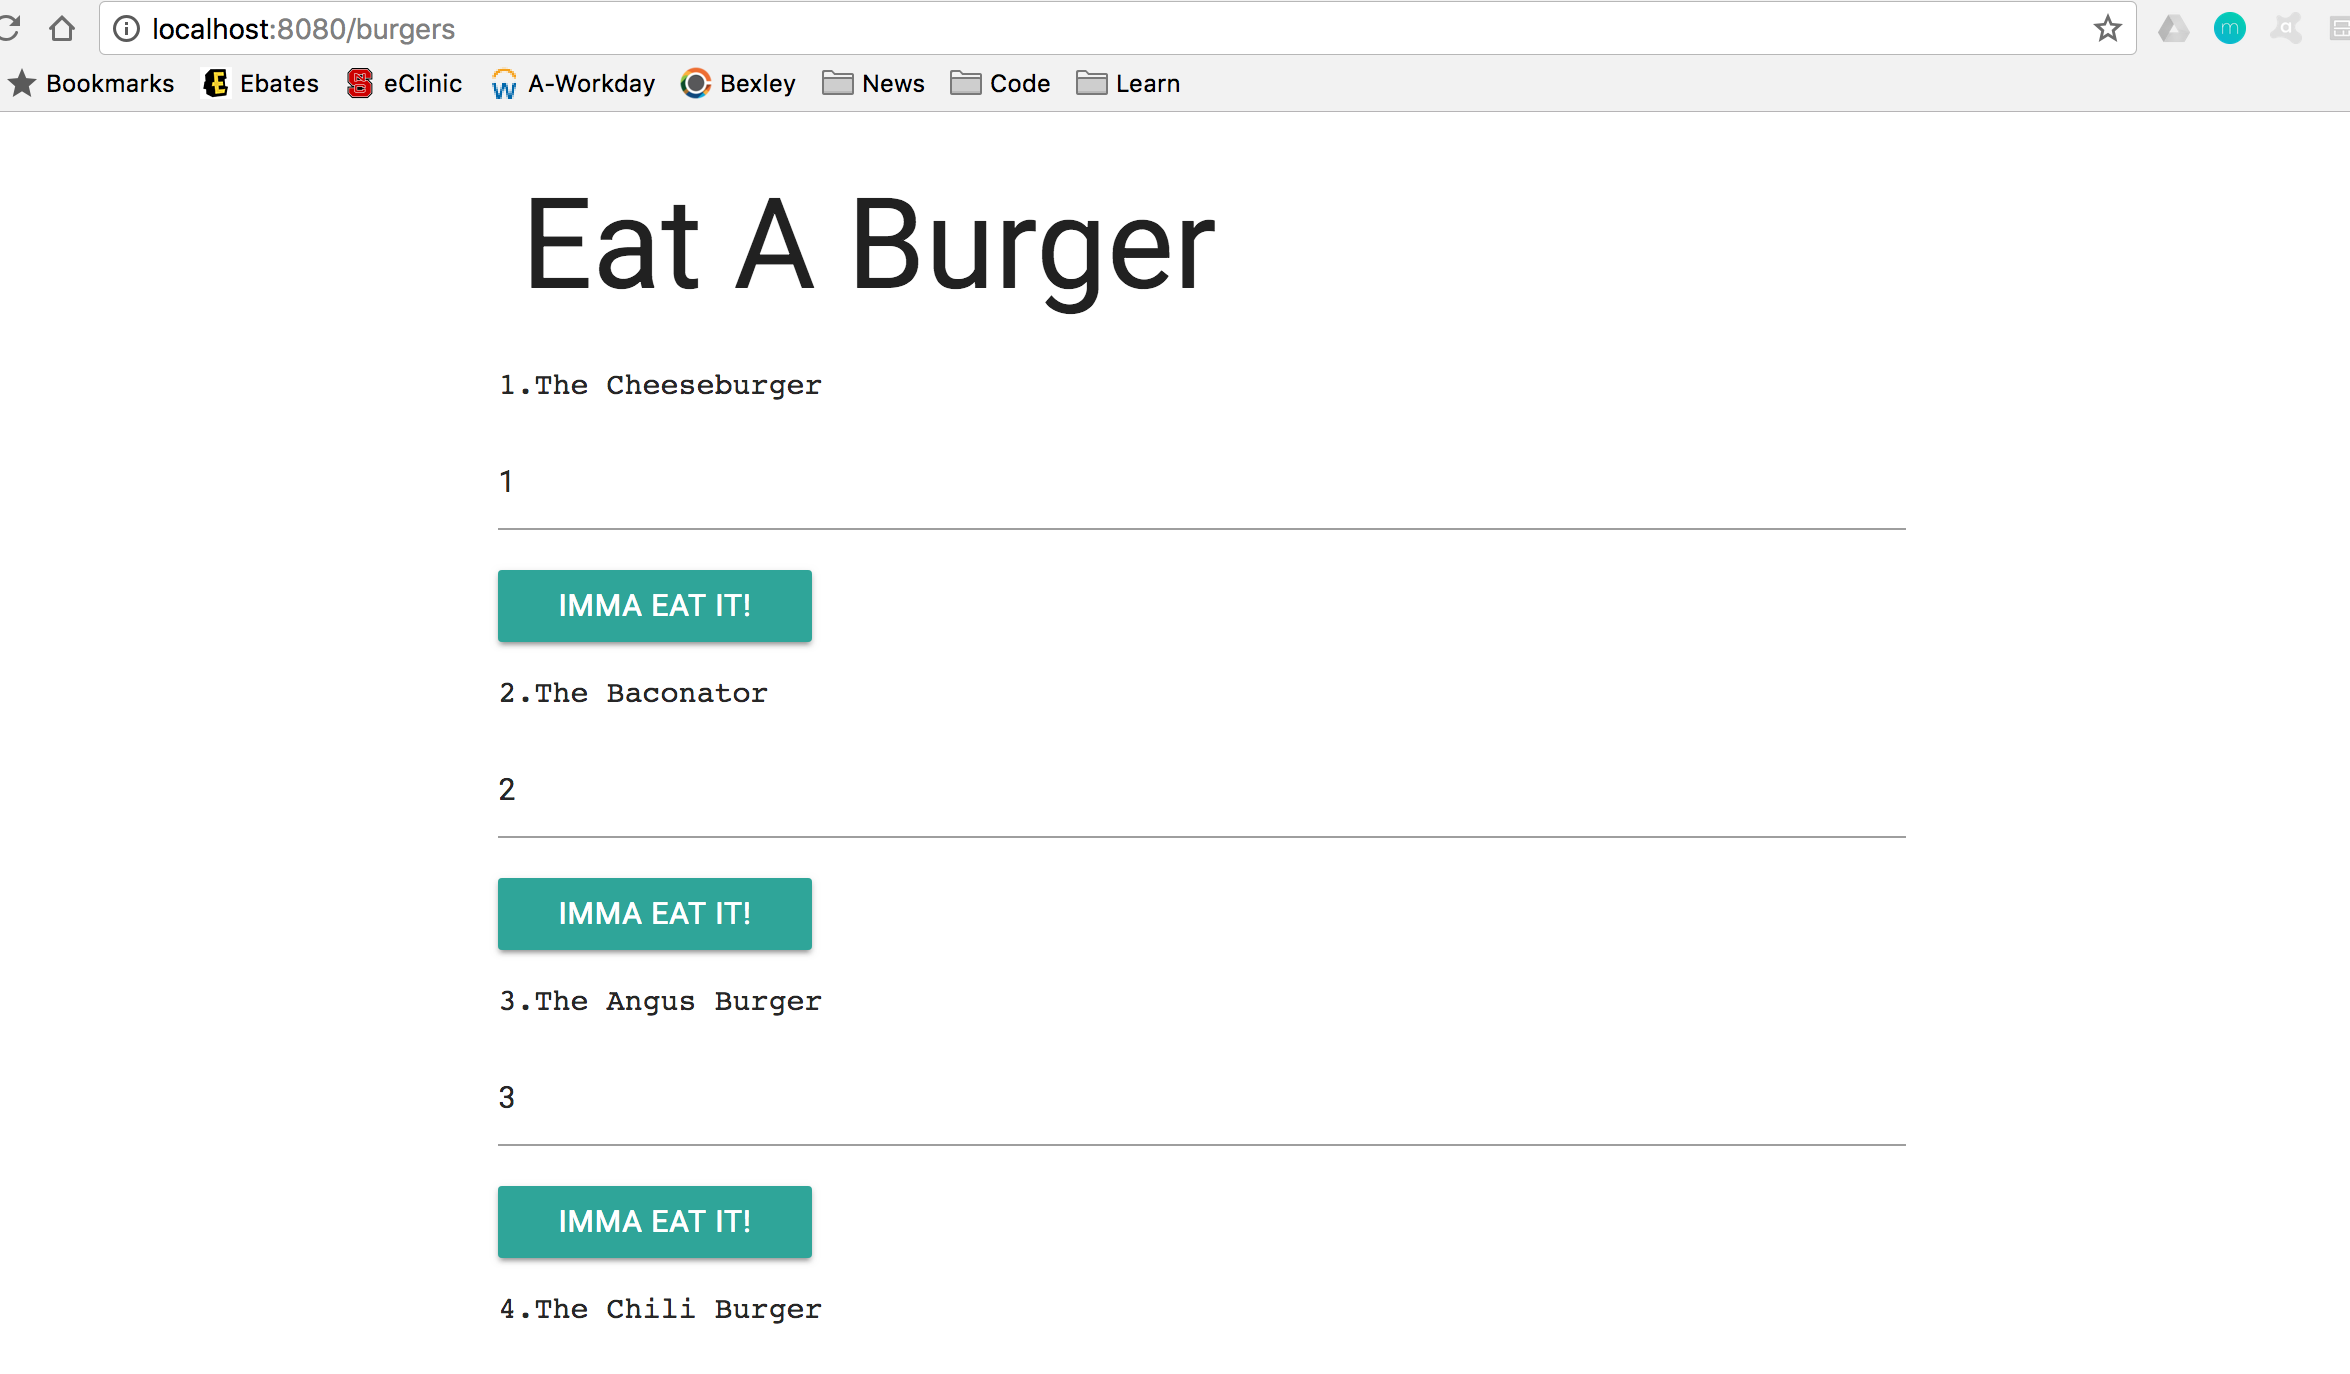 localhost:8080/burgers
Bookmarks Ebates eClinic A-Workday Bexley News Code Learn
Eat A Burger
1.The Cheeseburger
1
IMMA EAT IT!
2.The Baconator
2
IMMA EAT IT!
3.The Angus Burger
3
IMMA EAT IT!
4.The Chili Burger